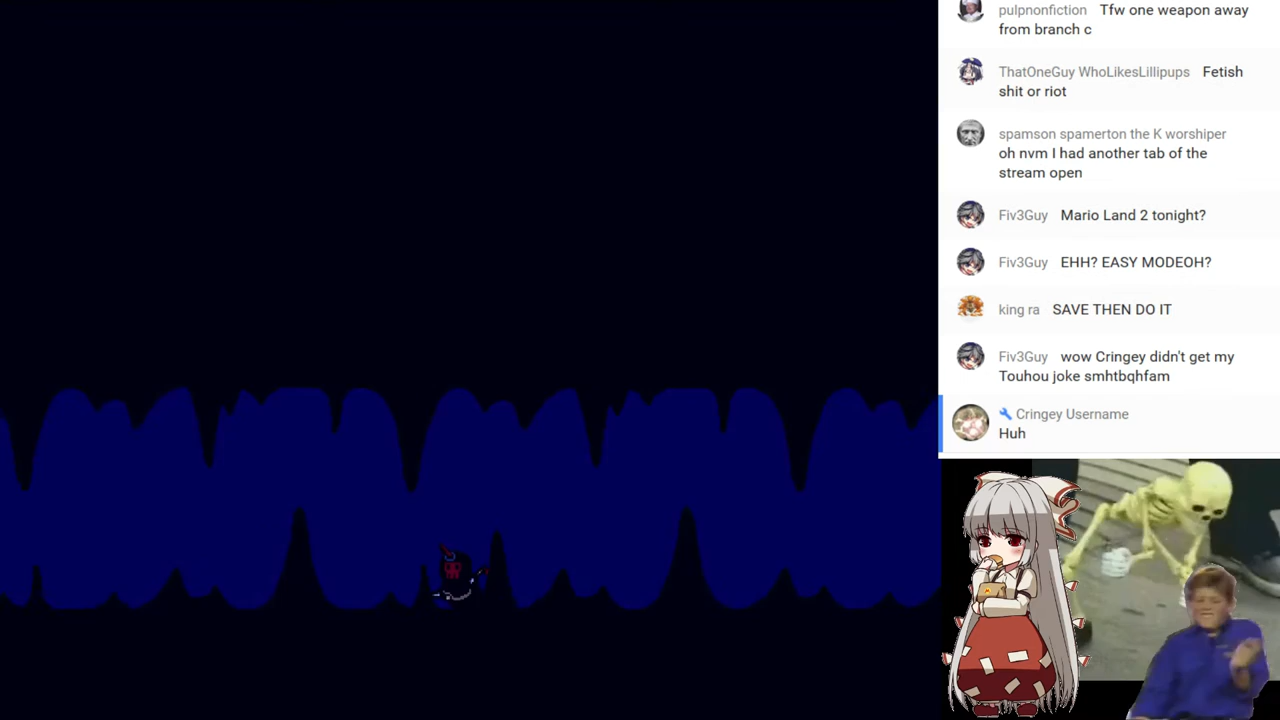 pulpnonfiction Tfw one weapon away
from branch c
ThatOneGuy WhoLikesLillipups Fetish
shit or riot
spamson spamerton the K worshiper
oh nvm I had another tab of the
stream open
Fiv3Guy Mario Land 2 tonight?
Fiv3Guy EHH? EASY MODEOH?
king ra SAVE THEN DO IT
Fiv3Guy wow Cringey didn't get my
Touhou joke smhtbqhfam
Cringey Username
Huh